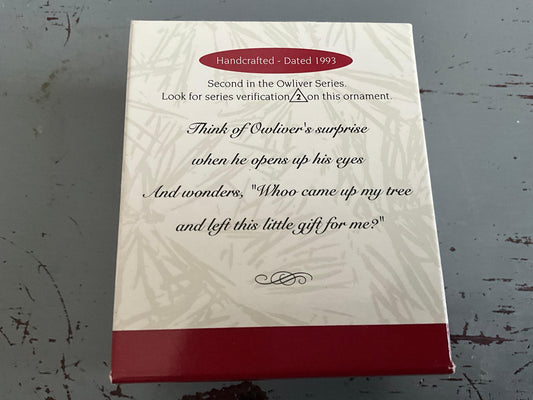 Handcrafted - Dated 1993
Second in the Owliver Series.
Look for series verification 2 on this ornament.
Think of Owliver's surprise
when he opens up his eyes
And wonders, "Whoo came up my tree
and left this little gift for me?"